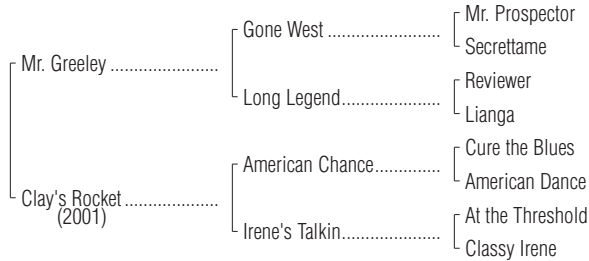 Mr. Prospector
Gone West ......................
Secrettame
Mr. Greeley .....................
Reviewer
Long Legend...................
Lianga
Cure the Blues
American Chance.............
American Dance
Clay's Rocket ..................
(2001)
At the Threshold
Irene's Talkin...................
Classy Irene